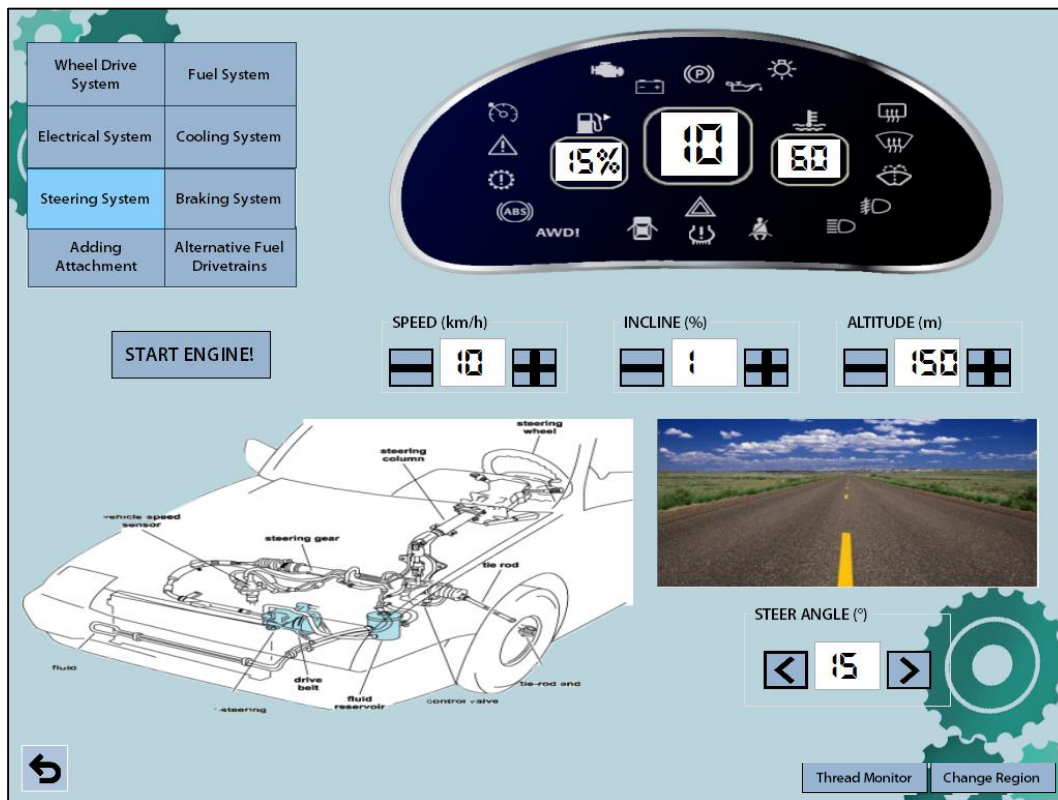 Wheel Drive
System
Fuel System
Electrical System
Cooling System
Steering System
Braking System
Adding
Attachment
Alternative Fuel
Drivetrains
START ENGINE!
(P)
- +
15%
10
60
(ABS)
AWD!
SPEED (km/h)
10
INCLINE (%)
1
ALTITUDE (m)
150
steering
wheel
steering
column
vehicle speed
sensor
steering gear
tie rod
fluid
drive
belt
-steering
fluid
reservoir
control valve
tie-rod end
STEER ANGLE (°)
<
15
>
Thread Monitor
Change Region